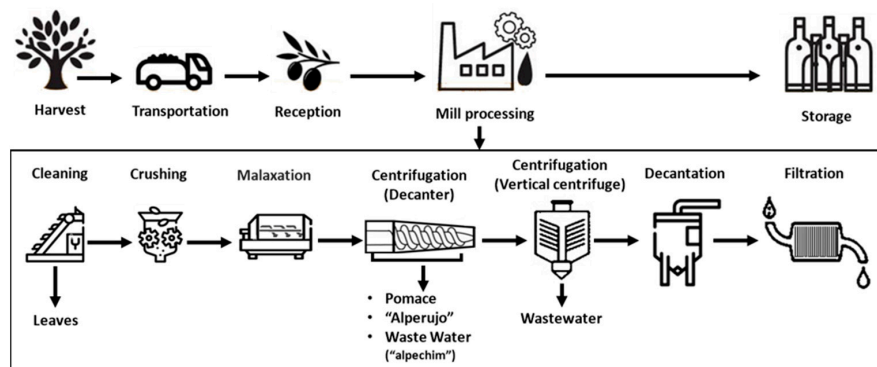 Harvest
Transportation
Reception
Mill processing
Storage
Cleaning
Crushing
Malaxation
Centrifugation
(Decanter)
Centrifugation
(Vertical centrifuge)
Decantation
Filtration
Leaves
• Pomace
• “Alperujo”
• Waste Water
(“alpechim”)
Wastewater